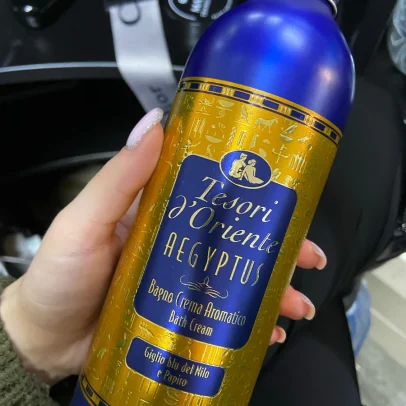 Tesori
d'Oriente
AEGYPTUS
Bagno Crema Aromatico
Bath Cream
Giglio blu del Nilo
e Papiro